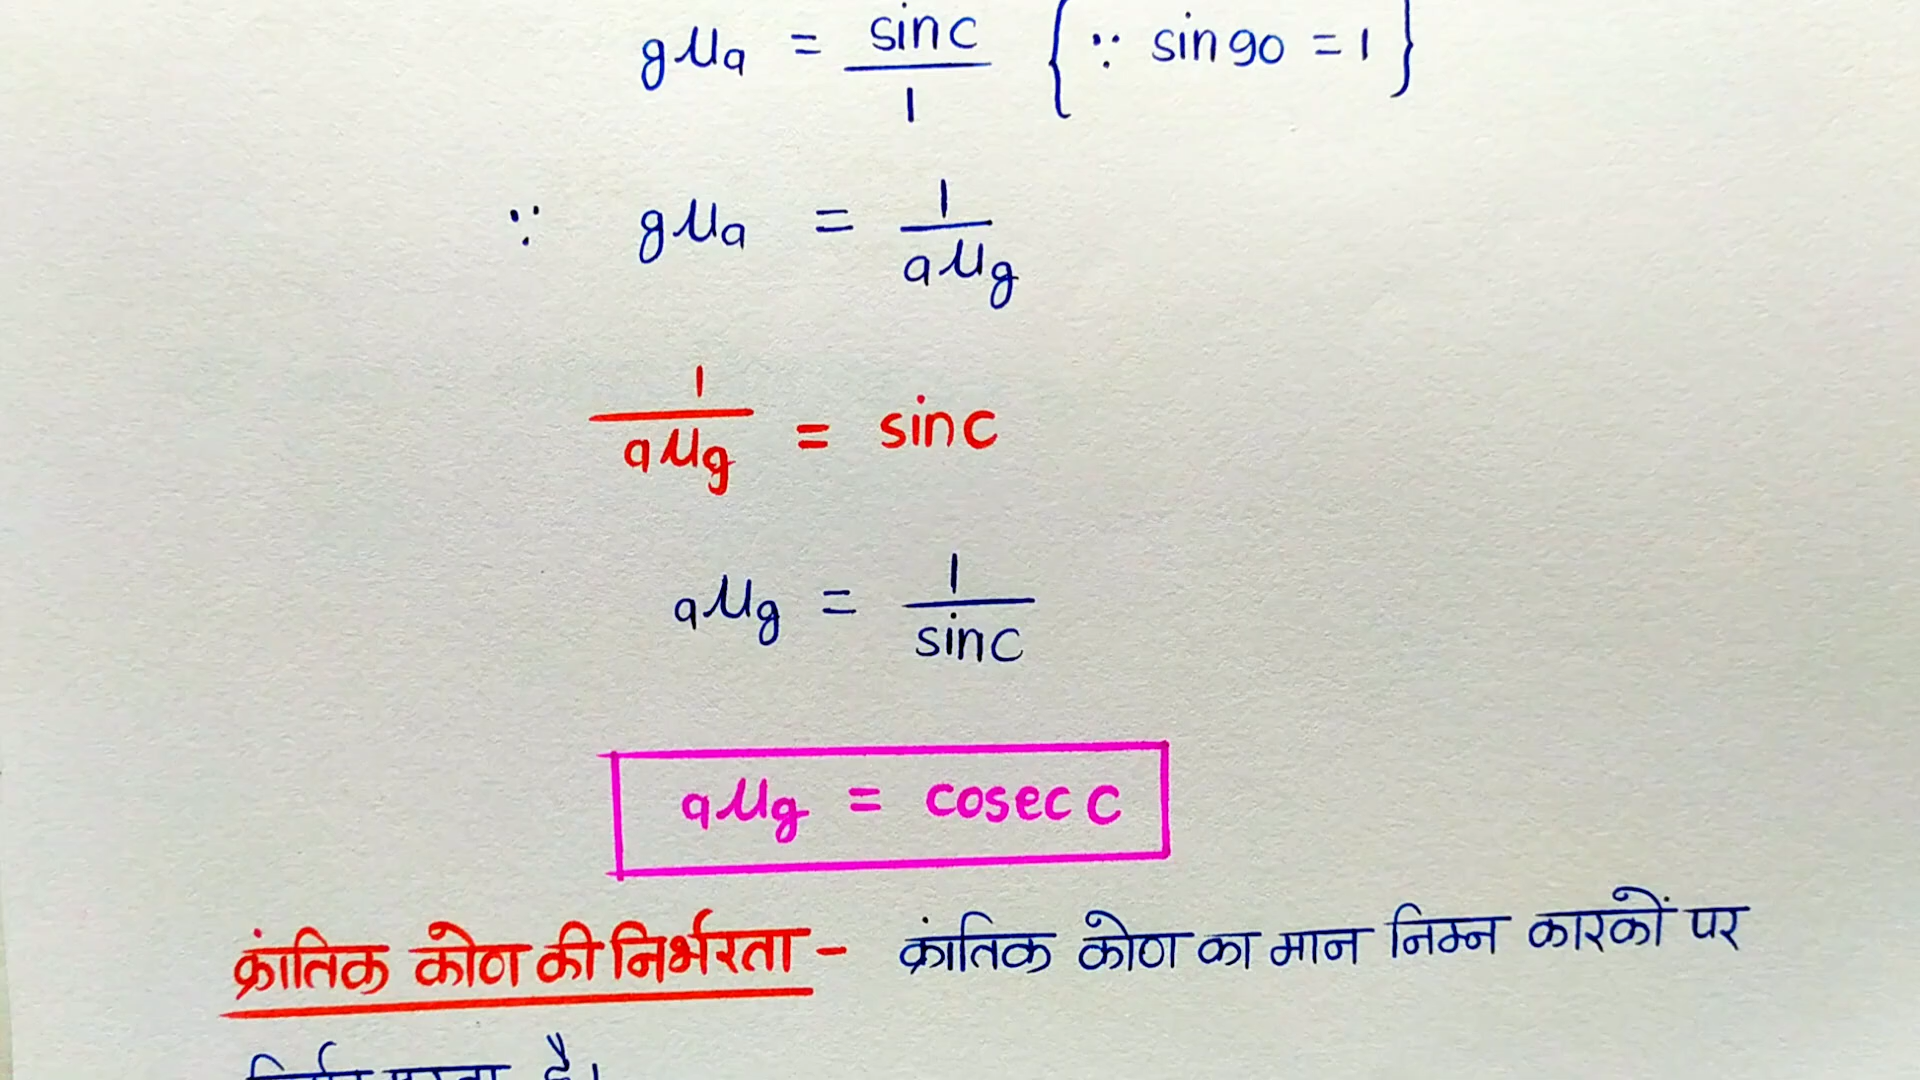 gμa = sinc / 1 {∵ sin90 = 1}
∵ gμa = 1 / aμg
1 / aμg = sinc
aμg = 1 / sinc
aμg = cosec c
क्रांतिक कोण की निर्भरता - क्रांतिक कोण का मान निम्न कारकों पर
है।